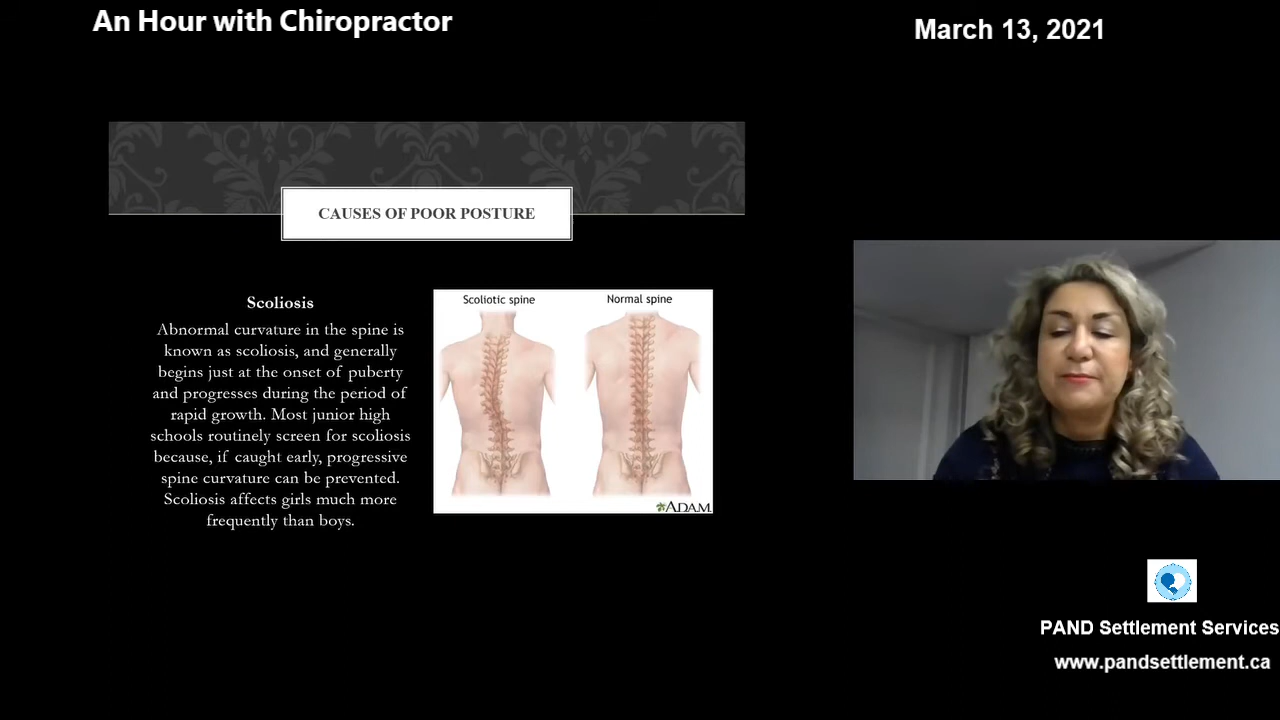 An Hour with Chiropractor
March 13, 2021
CAUSES OF POOR POSTURE
Scoliosis
Abnormal curvature in the spine is
known as scoliosis, and generally
begins just at the onset of puberty
and progresses during the period of
rapid growth. Most junior high
schools routinely screen for scoliosis
because, if caught early, progressive
spine curvature can be prevented.
Scoliosis affects girls much more
frequently than boys.
Scoliotic spine
Normal spine
ADAM
PAND Settlement Services
www.pandsettlement.ca